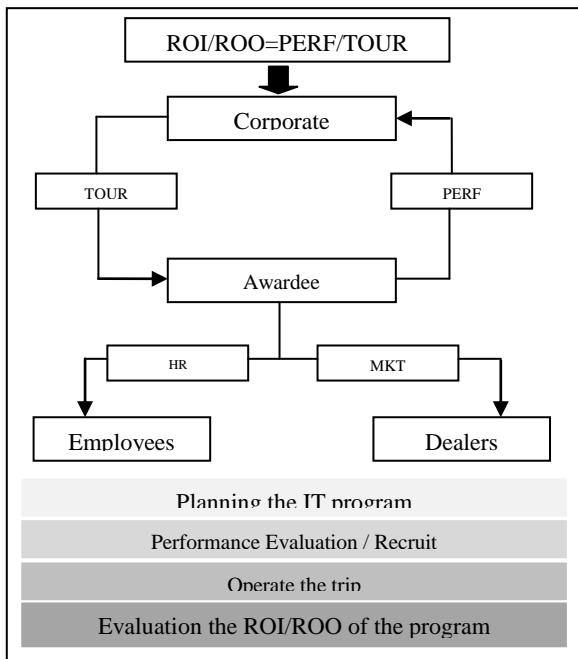 ROI/ROO=PERF/TOUR
Corporate
TOUR
PERF
Awardee
HR
MKT
Employees
Dealers
Planning the IT program
Performance Evaluation / Recruit
Operate the trip
Evaluation the ROI/ROO of the program